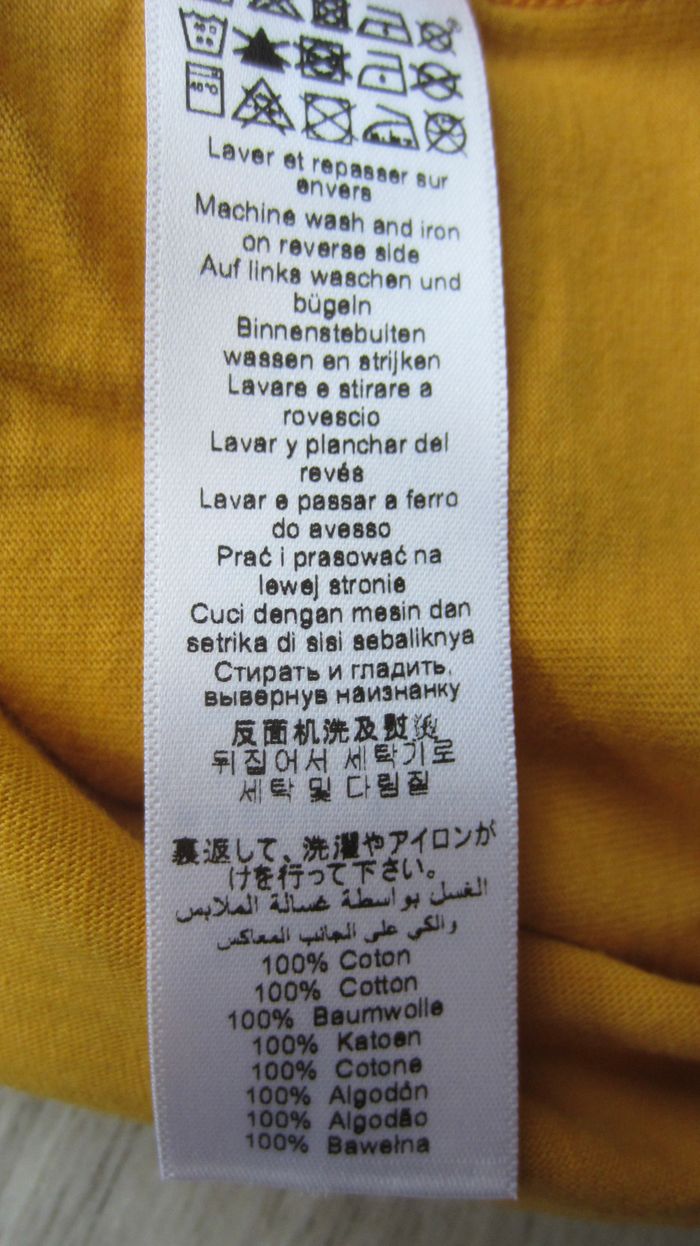 40°C
Laver et repasser sur
envers
Machine wash and iron
on reverse side
Auf links waschen und
bügeln
Binnenstebuiten
wassen en strijken
Lavare e stirare a
rovescio
Lavar y planchar del
revés
Lavar e passar a ferro
do avesso
Prać i prasować na
lewej stronie
Cuci dengan mesin dan
setrika di sisi sebaliknya
Стирать и гладить,
вывернув наизнанку
反面机洗及熨烫
뒤집어서 세탁기로
세탁 및 다림질
裏返して、洗濯やアイロンが
けを行って下さい。
الغسل بواسطة غسالة الملابس
والكي على الجانب المعاكس
100% Coton
100% Cotton
100% Baumwolle
100% Katoen
100% Cotone
100% Algodón
100% Algodão
100% Bawełna